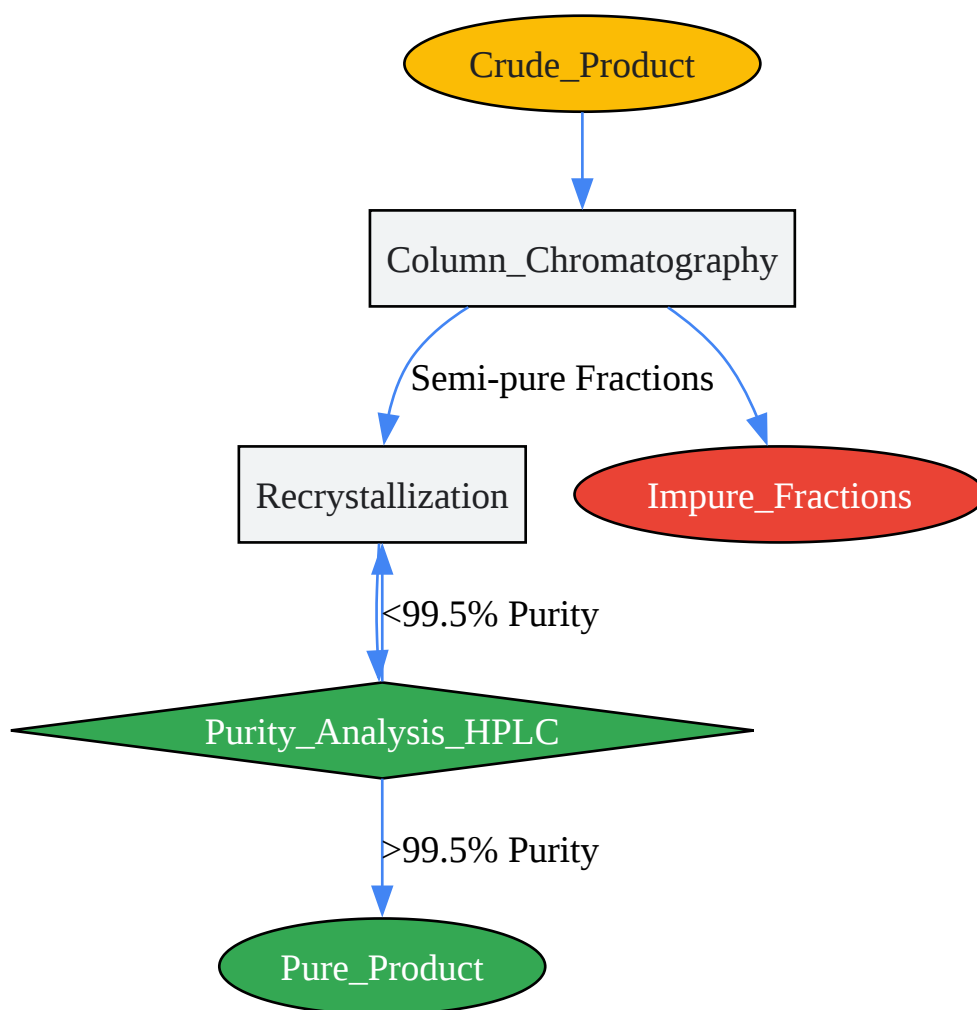 Crude_Product
Column_Chromatography
Semi-pure Fractions
Recrystallization
Impure_Fractions
<99.5% Purity
Purity_Analysis_HPLC
>99.5% Purity
Pure_Product